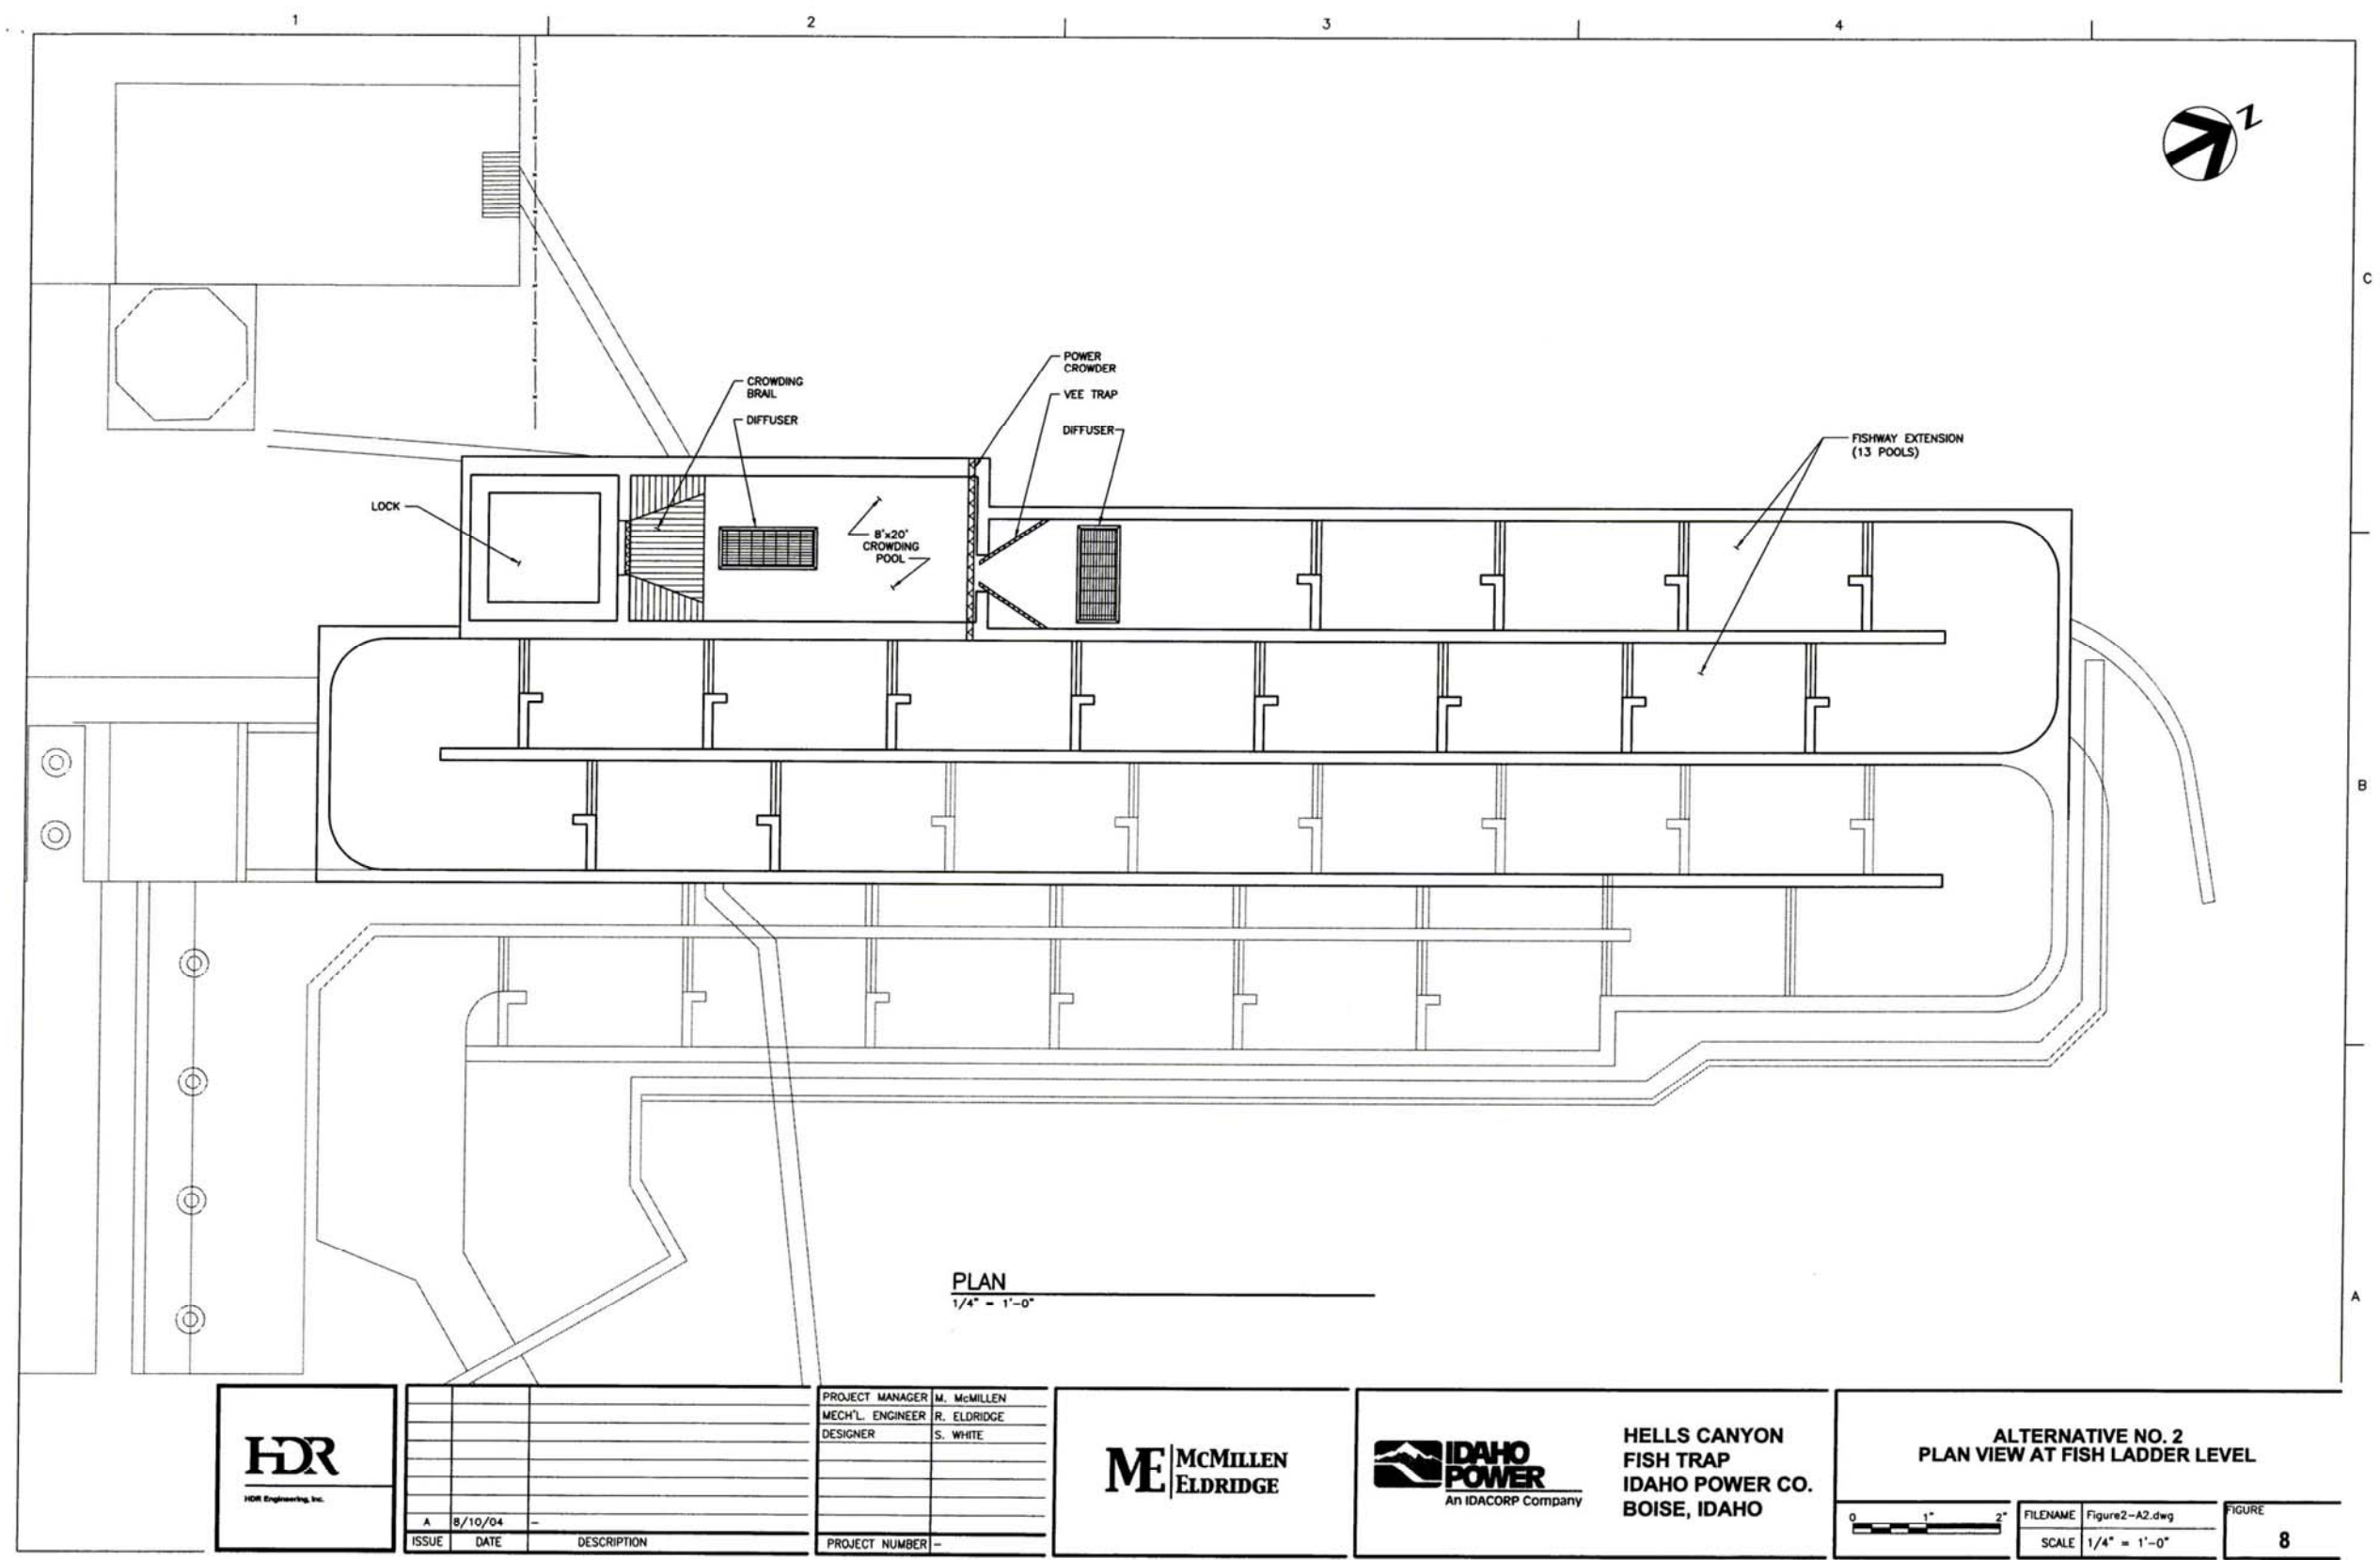 1
2
3
4
Z
C
B
A
POWER
CROWDER
VEE TRAP
DIFFUSER
CROWDING
BRAIL
DIFFUSER
FISHWAY EXTENSION
(13 POOLS)
LOCK
8'x20'
CROWDING
POOL
PLAN
1/4" = 1'-0"
HDR
HDR Engineering, Inc.
A 8/10/04 -
ISSUE DATE DESCRIPTION
PROJECT MANAGER M. McMILLEN
MECH'L. ENGINEER R. ELDRIDGE
DESIGNER S. WHITE
PROJECT NUMBER -
ME McMILLEN
ELDRIDGE
IDAHO
POWER
An IDACORP Company
HELLS CANYON
FISH TRAP
IDAHO POWER CO.
BOISE, IDAHO
ALTERNATIVE NO. 2
PLAN VIEW AT FISH LADDER LEVEL
0 1" 2"
FILENAME Figure2-A2.dwg
SCALE 1/4" = 1'-0"
FIGURE
8